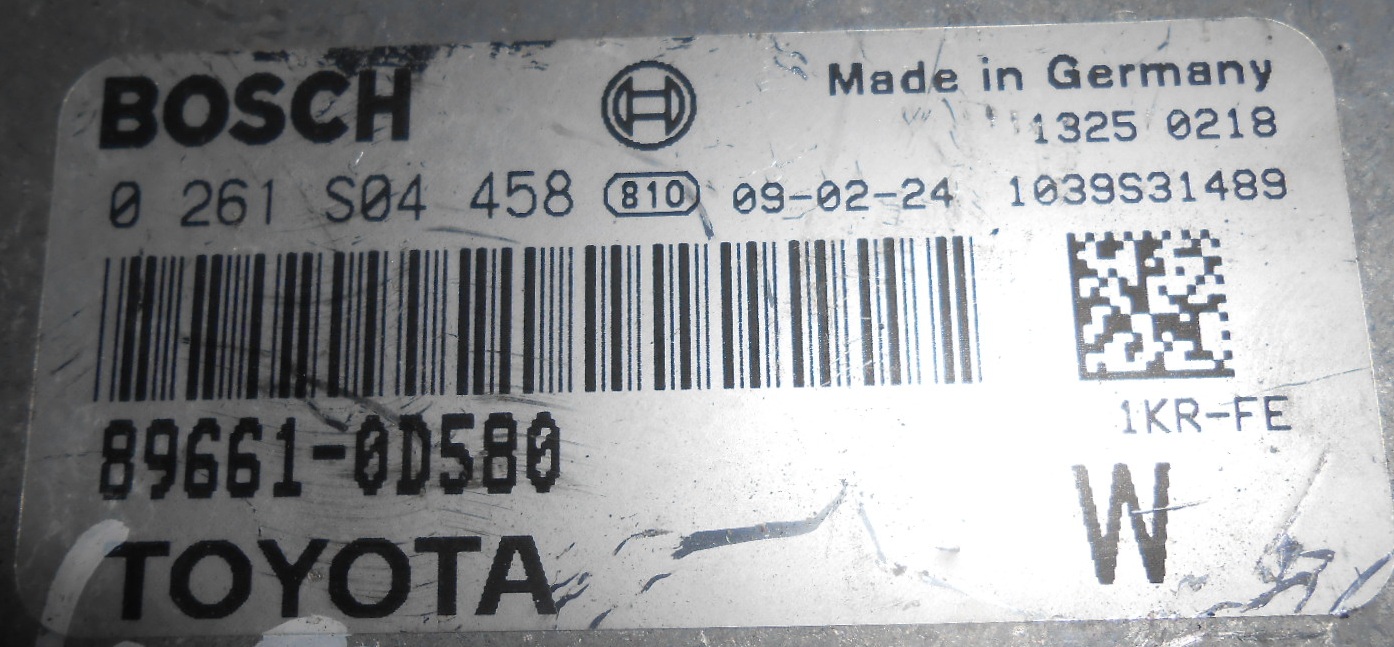 BOSCH Made in Germany
1325 0218
0 261 S04 458 810 09-02-24 1039S31489
89661-0D580 1KR-FE
W
TOYOTA